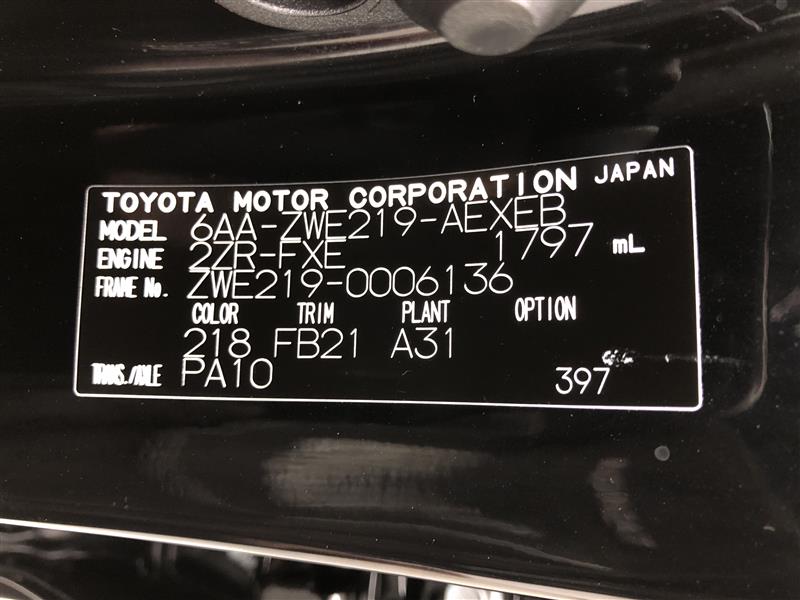 TOYOTA MOTOR CORPORATION JAPAN
MODEL 6AA-ZWE219-AEXEB
ENGINE 2ZR-FXE 1797 mL
FRAME No. ZWE219-0006136
COLOR TRIM PLANT OPTION
218 FB21 A31
TRANS./AXLE PA10 397